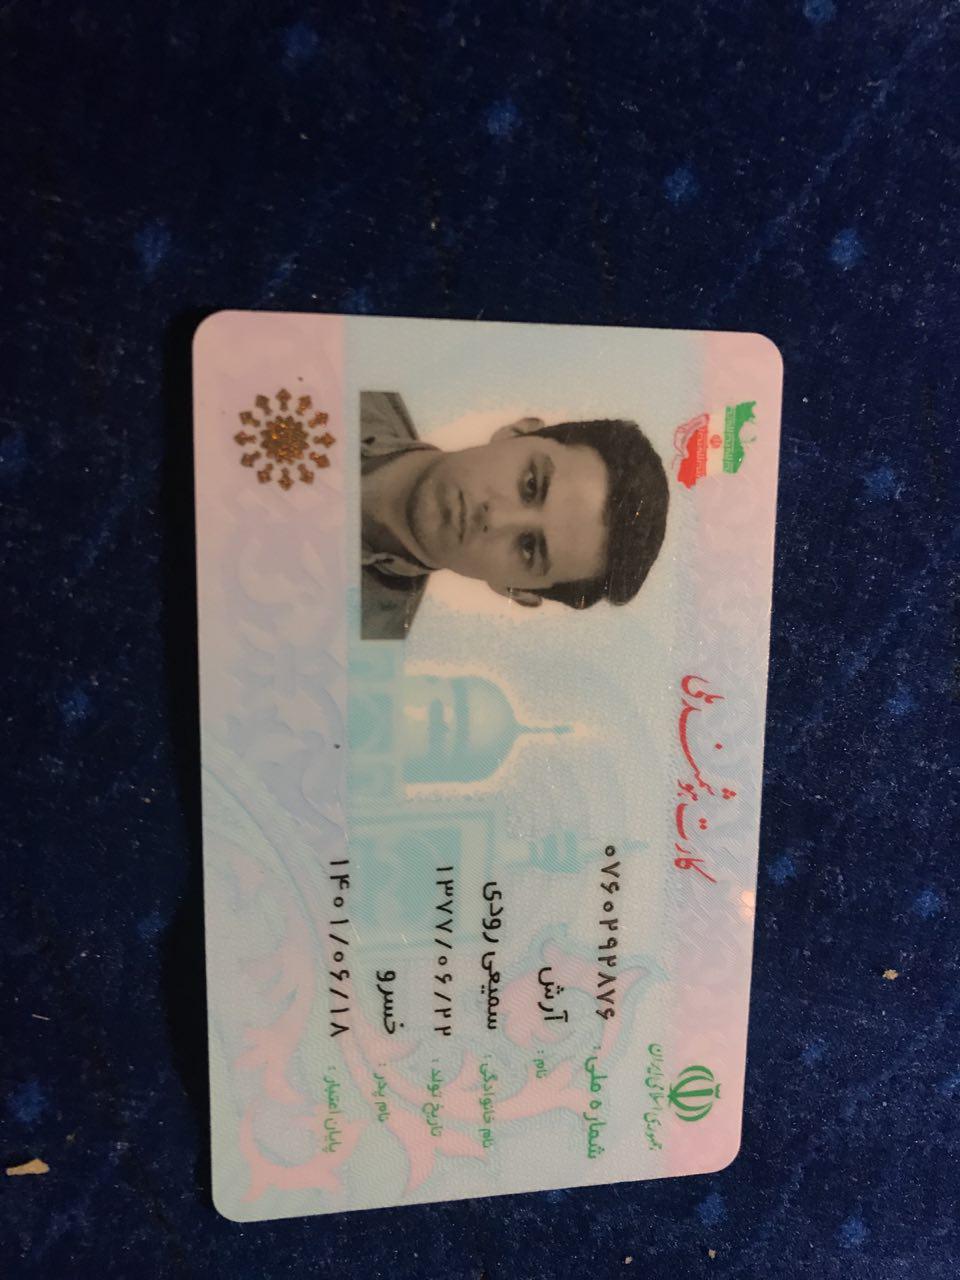 جمهوری اسلامی ایران
کارت هوشمند ملی
شماره ملی: ۰۷۶۰۲۹۲۸۷۶
نام: آرش
نام خانوادگی: سمیعی رودی
تاریخ تولد: ۱۳۷۷/۰۶/۲۲
نام پدر: خسرو
پایان اعتبار: ۱۴۰۱/۰۶/۱۸